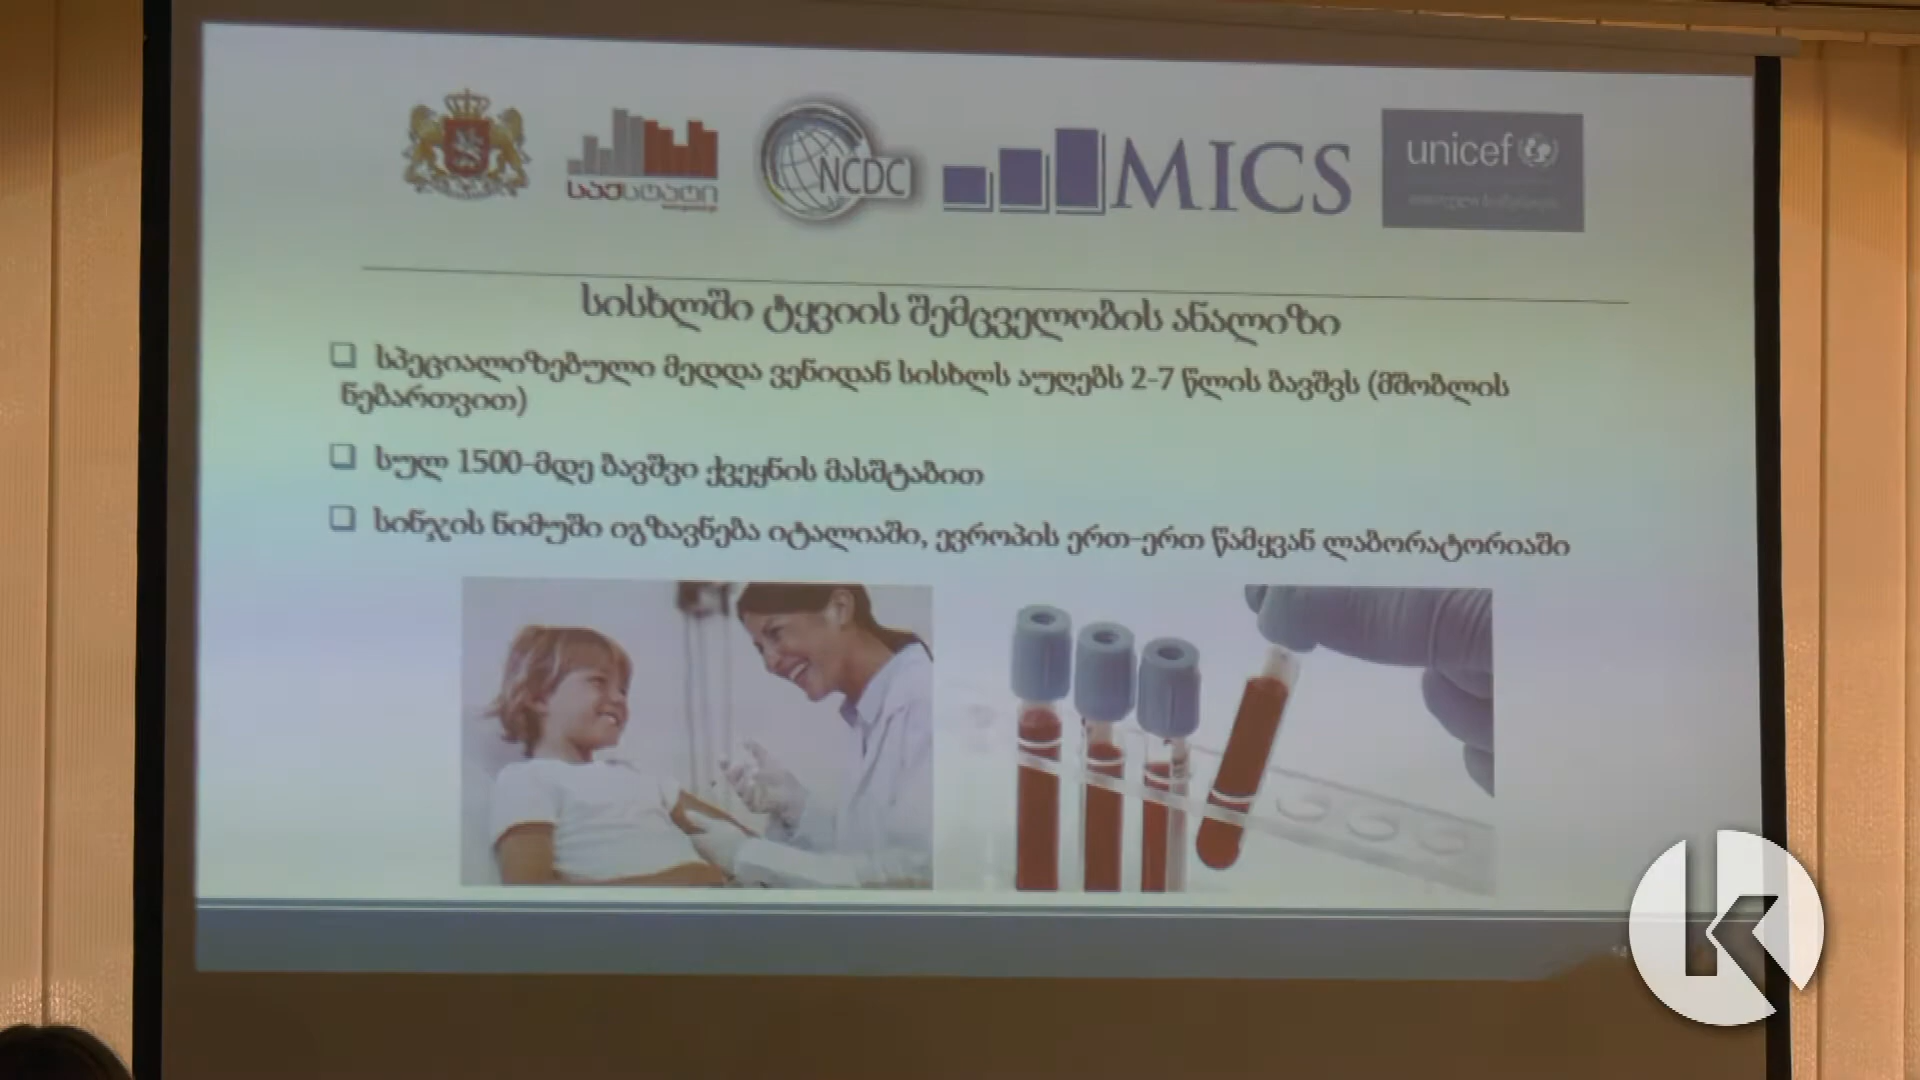 საქსტატი
NCDC
MICS
unicef
სისხლში ტყვიის შემცველობის ანალიზი
სპეციალიზებული მედდა ვენიდან სისხლს აუღებს 2-7 წლის ბავშვს (მშობლის
ნებართვით)
სულ 1500-მდე ბავშვი ქვეყნის მასშტაბით
სინჯის ნიმუში იგზავნება იტალიაში, ევროპის ერთ-ერთ წამყვან ლაბორატორიაში
K